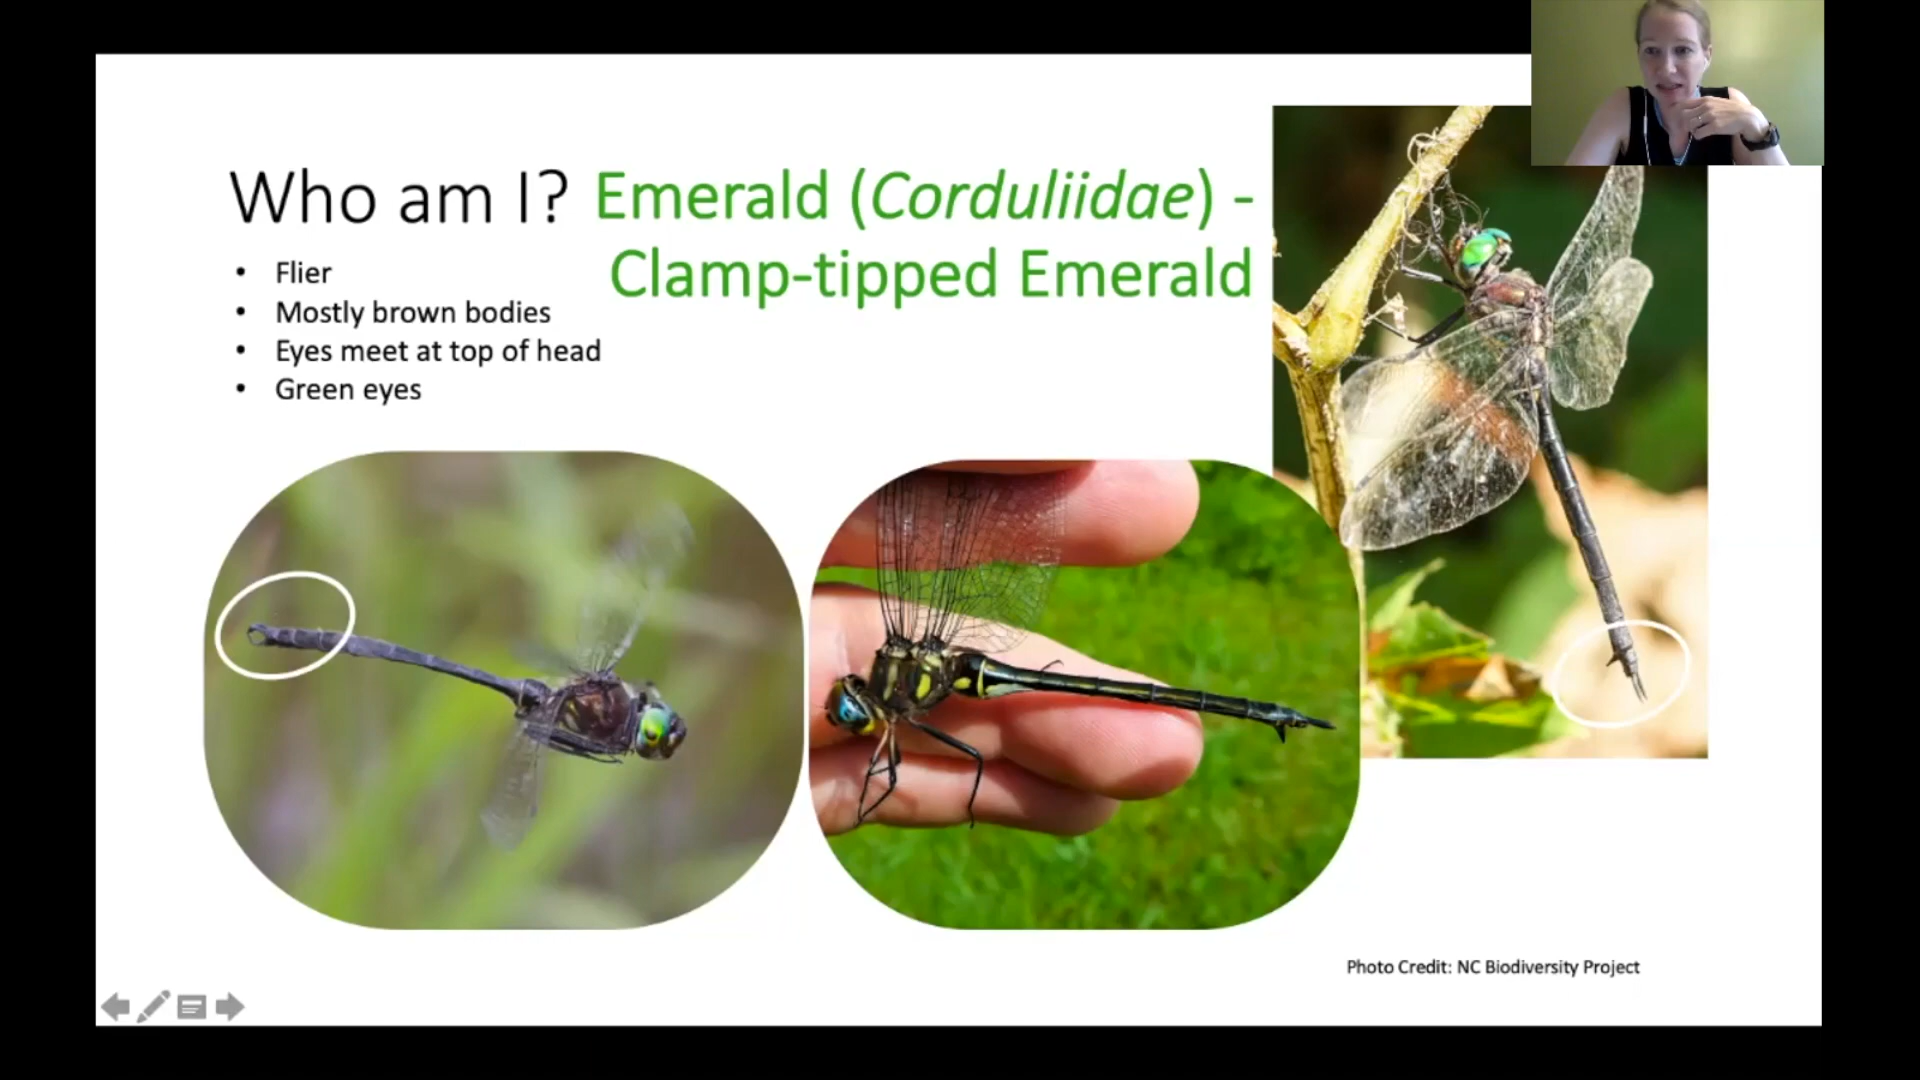 Who am I? Emerald (Corduliidae) -
Clamp-tipped Emerald
• Flier
• Mostly brown bodies
• Eyes meet at top of head
• Green eyes
Photo Credit: NC Biodiversity Project